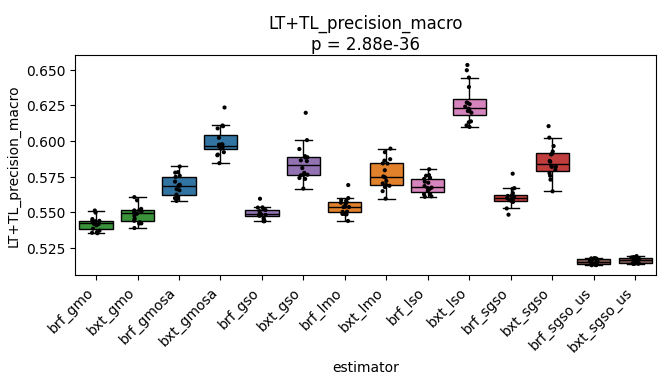 LT+TL_precision_macro
p = 2.88e-36
LT+TL_precision_macro
0.650
0.625
0.600
0.575
0.550
0.525
brf_gmo
bxt_gmo
brf_gmosa
bxt_gmosa
brf_gso
bxt_gso
brf_lmo
bxt_lmo
brf_lso
bxt_lso
brf_sgso
bxt_sgso
brf_sgso_us
bxt_sgso_us
estimator